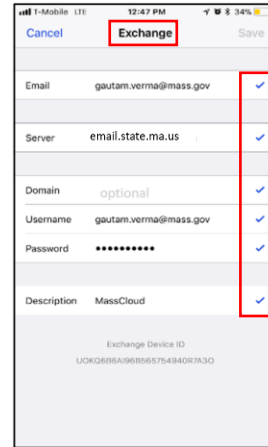 T-Mobile LTE 12:47 PM 34%
Cancel Exchange Save
Email gautam.verma@mass.gov
Server email.state.ma.us
Domain optional
Username gautam.verma@mass.gov
Password ••••••••••
Description MassCloud
Exchange Device ID